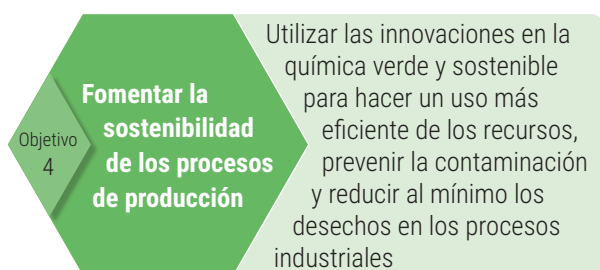 Objetivo
4
Fomentar la
sostenibilidad
de los procesos
de producción
Utilizar las innovaciones en la
química verde y sostenible
para hacer un uso más
eficiente de los recursos,
prevenir la contaminación
y reducir al mínimo los
desechos en los procesos
industriales